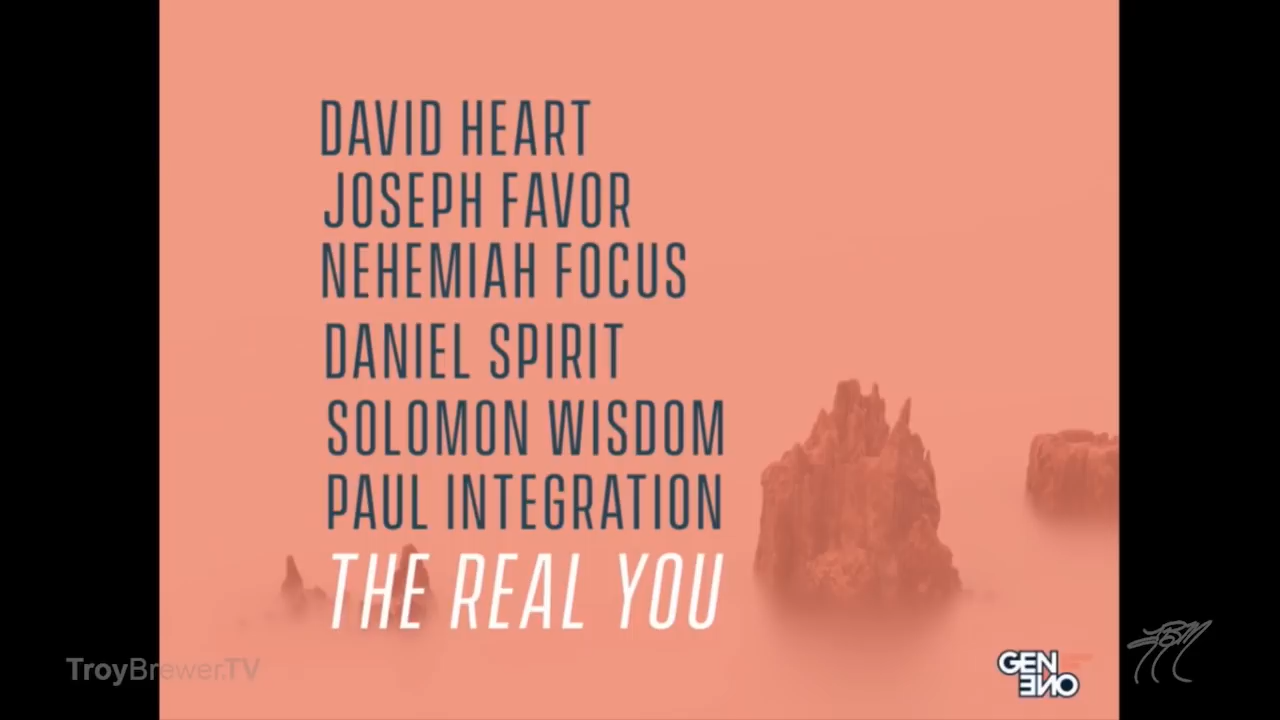 DAVID HEART
JOSEPH FAVOR
NEHEMIAH FOCUS
DANIEL SPIRIT
SOLOMON WISDOM
PAUL INTEGRATION
THE REAL YOU
TroyBrewer.TV
GEN
ONE